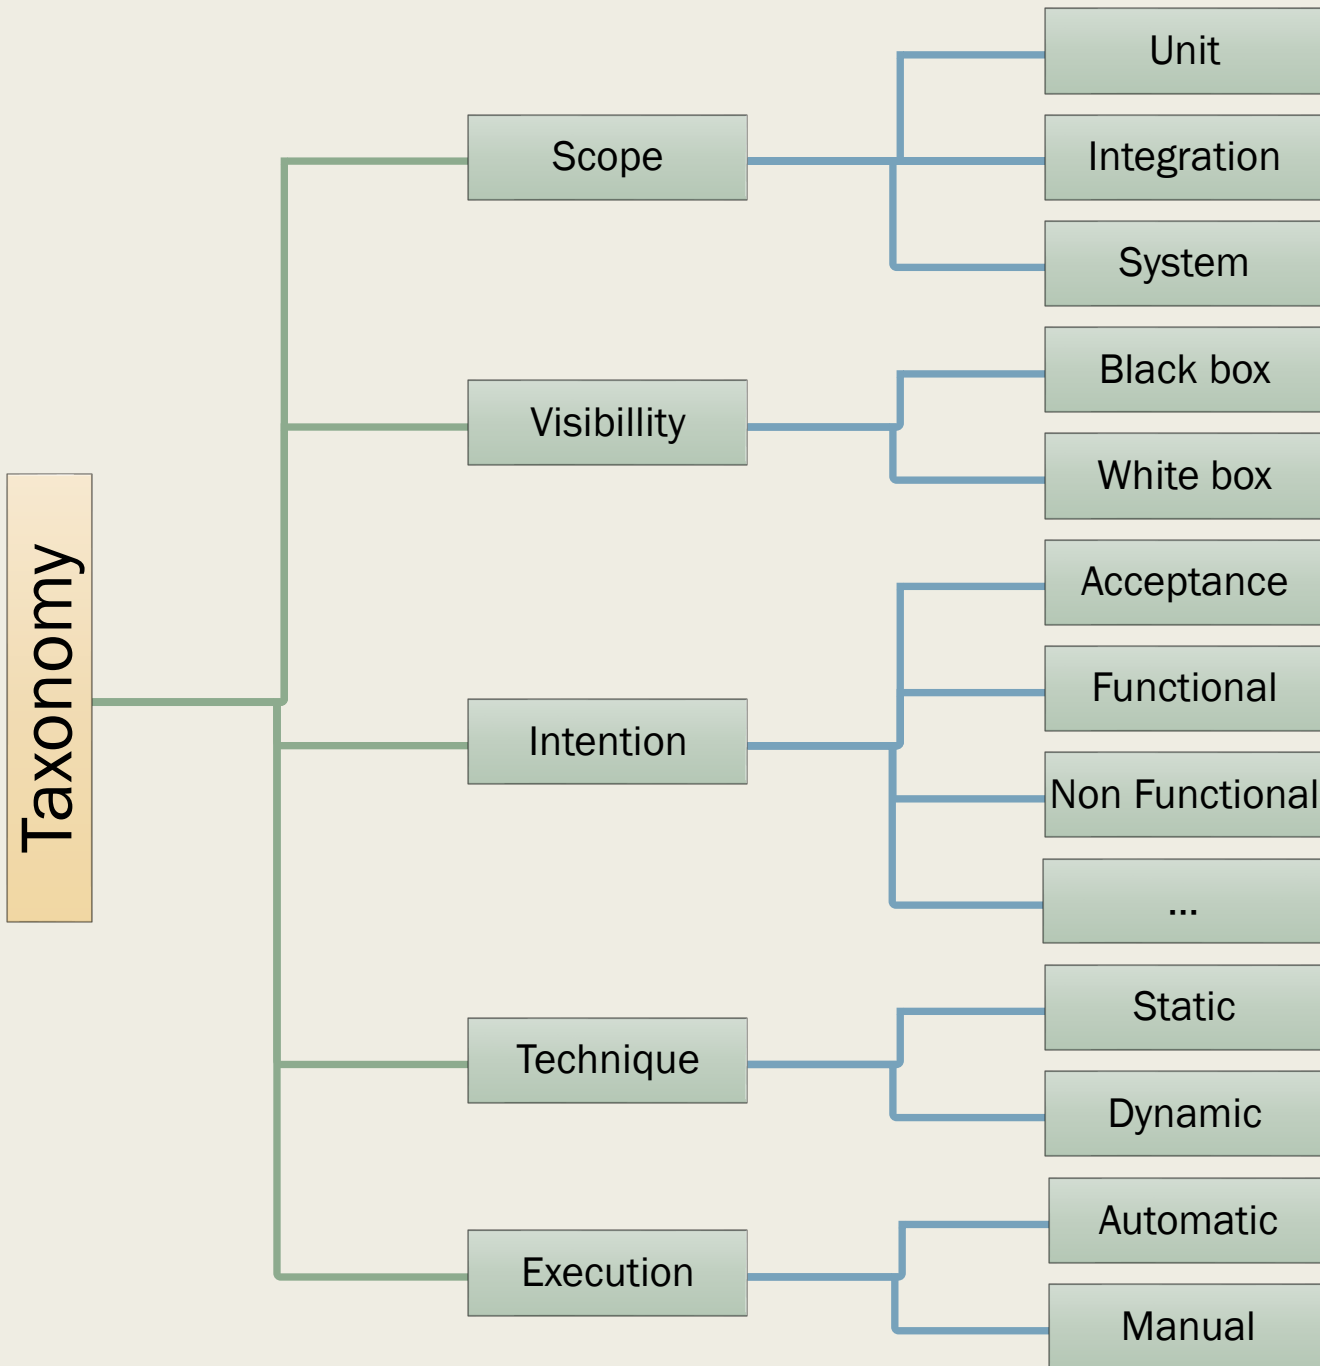 Taxonomy
Scope
Unit
Integration
System
Visibillity
Black box
White box
Intention
Acceptance
Functional
Non Functional
...
Technique
Static
Dynamic
Execution
Automatic
Manual